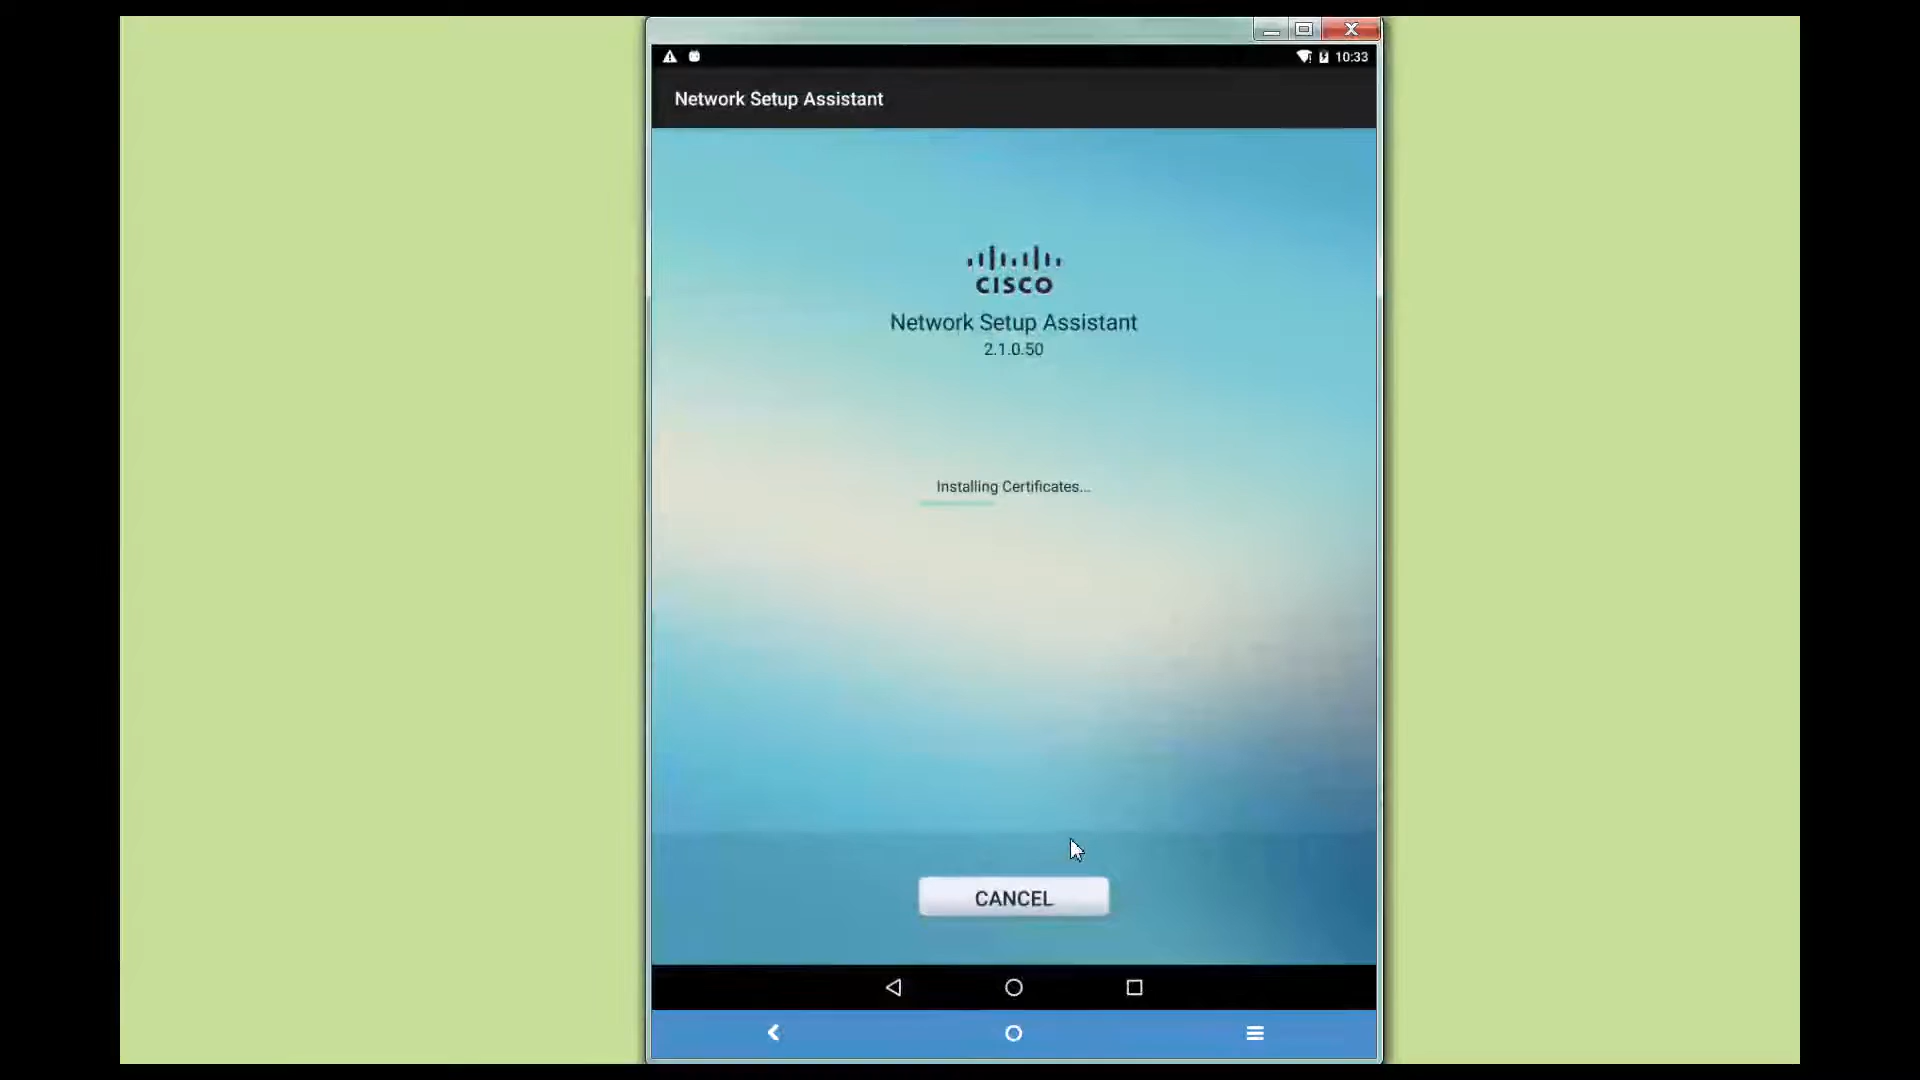 10:33
Network Setup Assistant
CISCO
Network Setup Assistant
2.1.0.50
Installing Certificates...
CANCEL